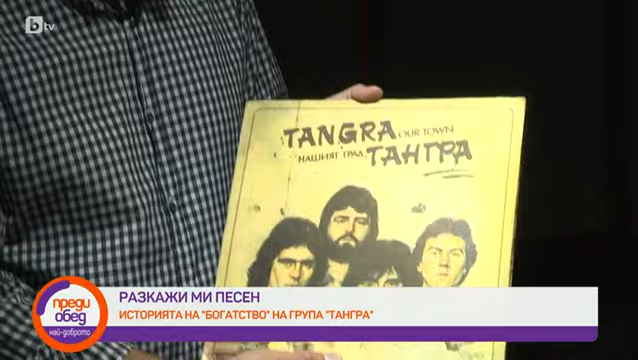 btv
TANGRA OUR TOWN
НАШИЯТ ГРАД ТАНГРА
преди
обед
най-доброто
РАЗКАЖИ МИ ПЕСЕН
ИСТОРИЯТА НА "БОГАТСТВО" НА ГРУПА "ТАНГРА"